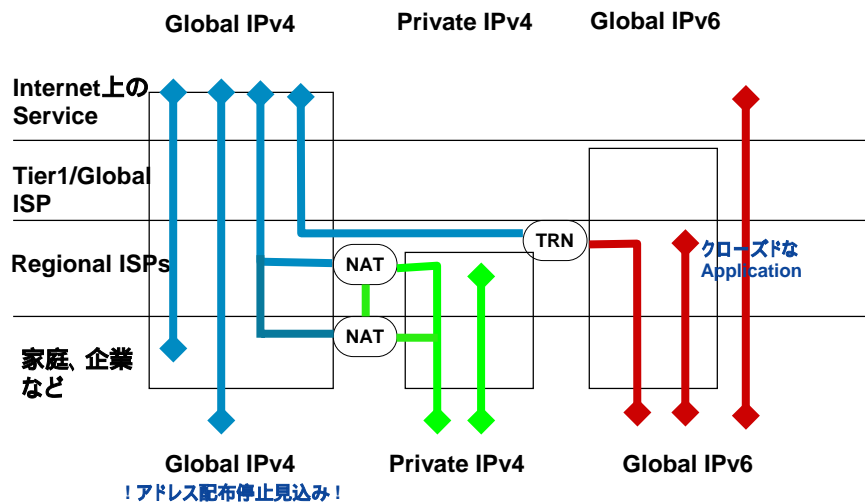 Global IPv4
Private IPv4
Global IPv6
Internet上の
Service
Tier1/Global
ISP
TRN
クローズドな
Application
Regional ISPs
NAT
NAT
家庭、企業
など
Global IPv4
Private IPv4
Global IPv6
！アドレス配布停止見込み！